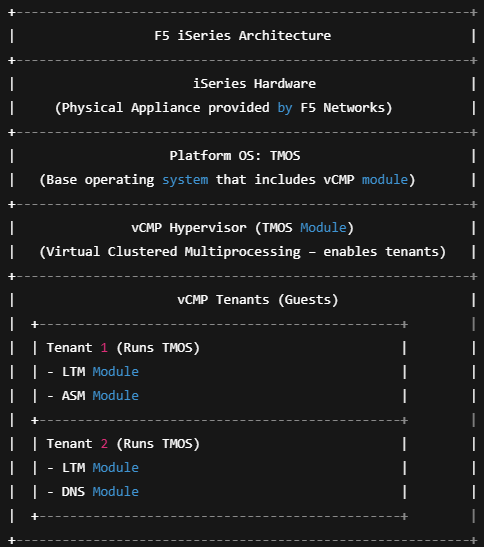 F5 iSeries Architecture
iSeries Hardware
(Physical Appliance provided by F5 Networks)
Platform OS: TMOS
(Base operating system that includes vCMP module)
vCMP Hypervisor (TMOS Module)
(Virtual Clustered Multiprocessing – enables tenants)
vCMP Tenants (Guests)
Tenant 1 (Runs TMOS)
- LTM Module
- ASM Module
Tenant 2 (Runs TMOS)
- LTM Module
- DNS Module